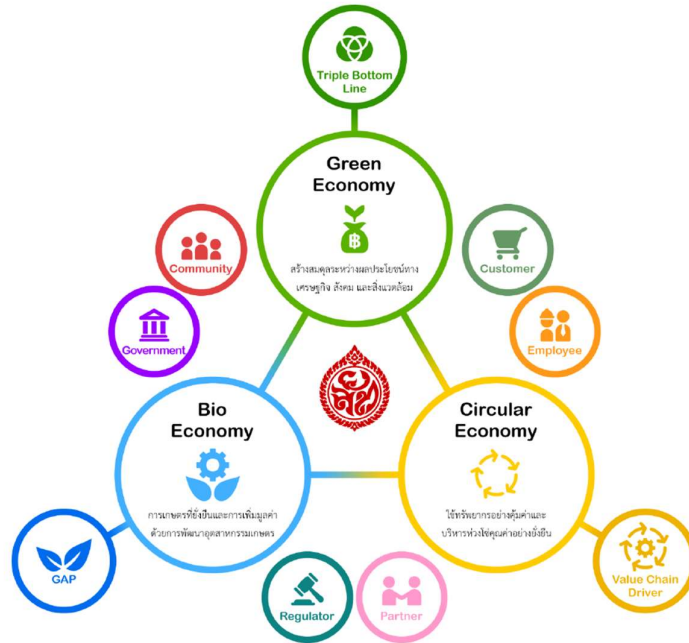 Triple Bottom
Line
Green
Economy
สร้างสมดุลระหว่างผลประโยชน์ทาง
เศรษฐกิจ สังคม และสิ่งแวดล้อม
Community
Customer
Government
Employee
Bio
Economy
การเกษตรที่ยั่งยืนและการเพิ่มมูลค่า
ด้วยการพัฒนาอุตสาหกรรมเกษตร
Circular
Economy
ใช้ทรัพยากรอย่างคุ้มค่าและ
บริหารห่วงโซ่คุณค่าอย่างยั่งยืน
GAP
Value Chain
Driver
Regulator
Partner